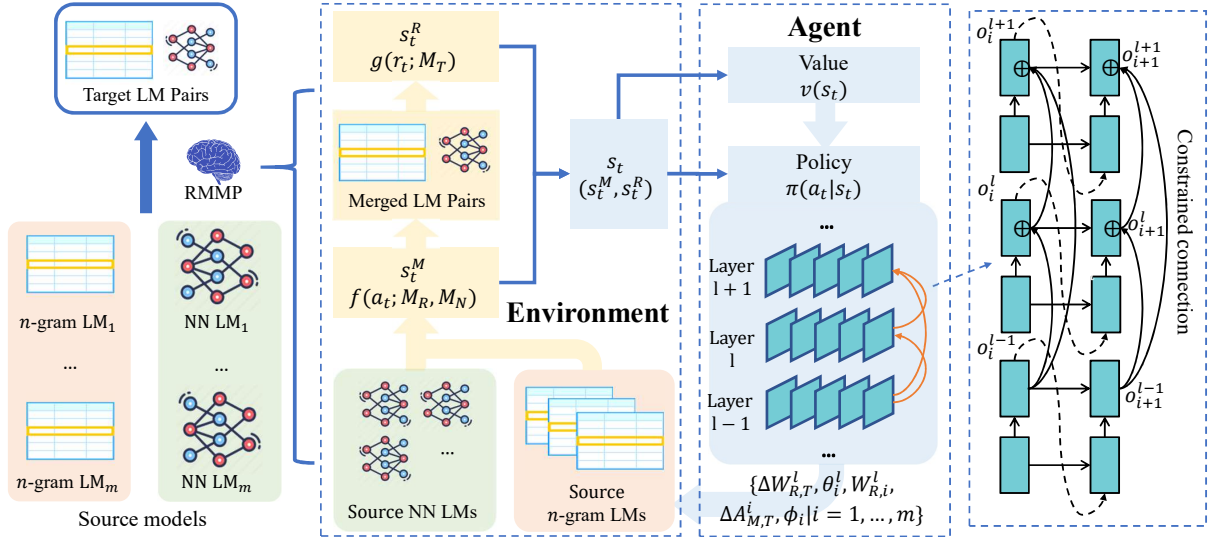 Target LM Pairs
RMMP
n-gram LM₁
...
n-gram LMₘ
NN LM₁
...
NN LMₘ
Source models
s_t^R
g(r_t; M_T)
Merged LM Pairs
s_t^M
f(a_t; M_R, M_N)
Environment
...
Source NN LMs
Source
n-gram LMs
s_t
(s_t^M, s_t^R)
Agent
Value
v(s_t)
Policy
π(a_t|s_t)
...
Layer
l + 1
Layer
l
Layer
l − 1
...
{ΔW_{R,T}^l, θ_i^l, W_{R,i}^l,
ΔA_{M,T}^i, ϕ_i|i = 1, ..., m}
o_i^{l+1}
⊕
⊕
o_{i+1}^{l+1}
o_i^l
⊕
⊕
o_{i+1}^l
o_i^{l−1}
o_{i+1}^{l−1}
Constrained connection